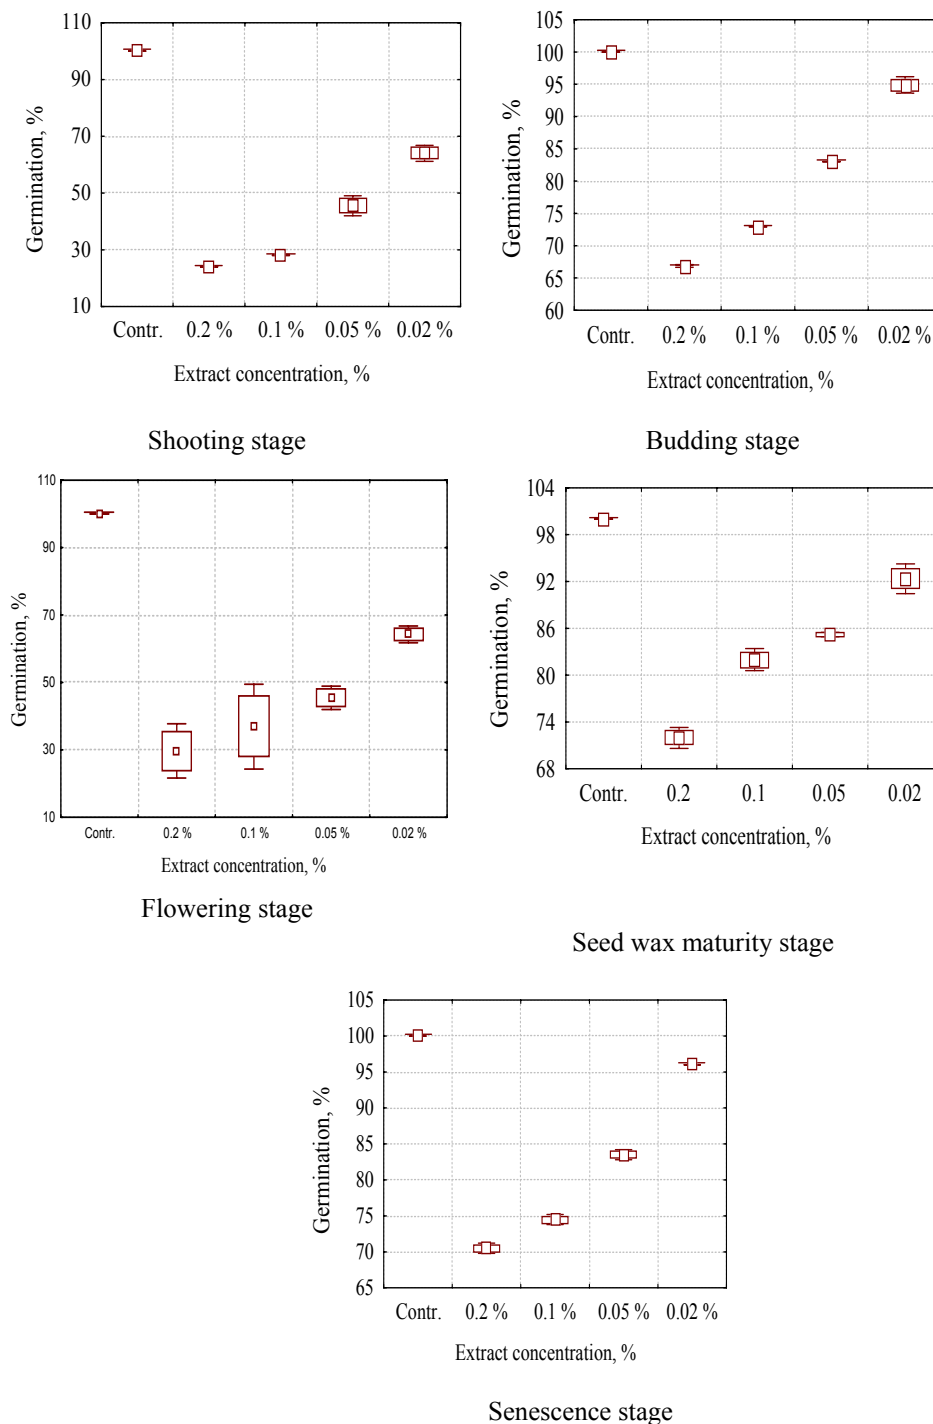 Germination, %
110
90
70
50
30
10
Contr. 0.2 % 0.1 % 0.05 % 0.02 %
Extract concentration, %
Shooting stage
Germination, %
105
100
95
90
85
80
75
70
65
60
Contr. 0.2 % 0.1 % 0.05 % 0.02 %
Extract concentration, %
Budding stage
Germination, %
110
90
70
50
30
10
Contr. 0.2 % 0.1 % 0.05 % 0.02 %
Extract concentration, %
Flowering stage
Germination, %
104
98
92
86
80
74
68
Contr. 0.2 0.1 0.05 0.02
Extract concentration, %
Seed wax maturity stage
Germination, %
105
100
95
90
85
80
75
70
65
Contr. 0.2 % 0.1 % 0.05 % 0.02 %
Extract concentration, %
Senescence stage